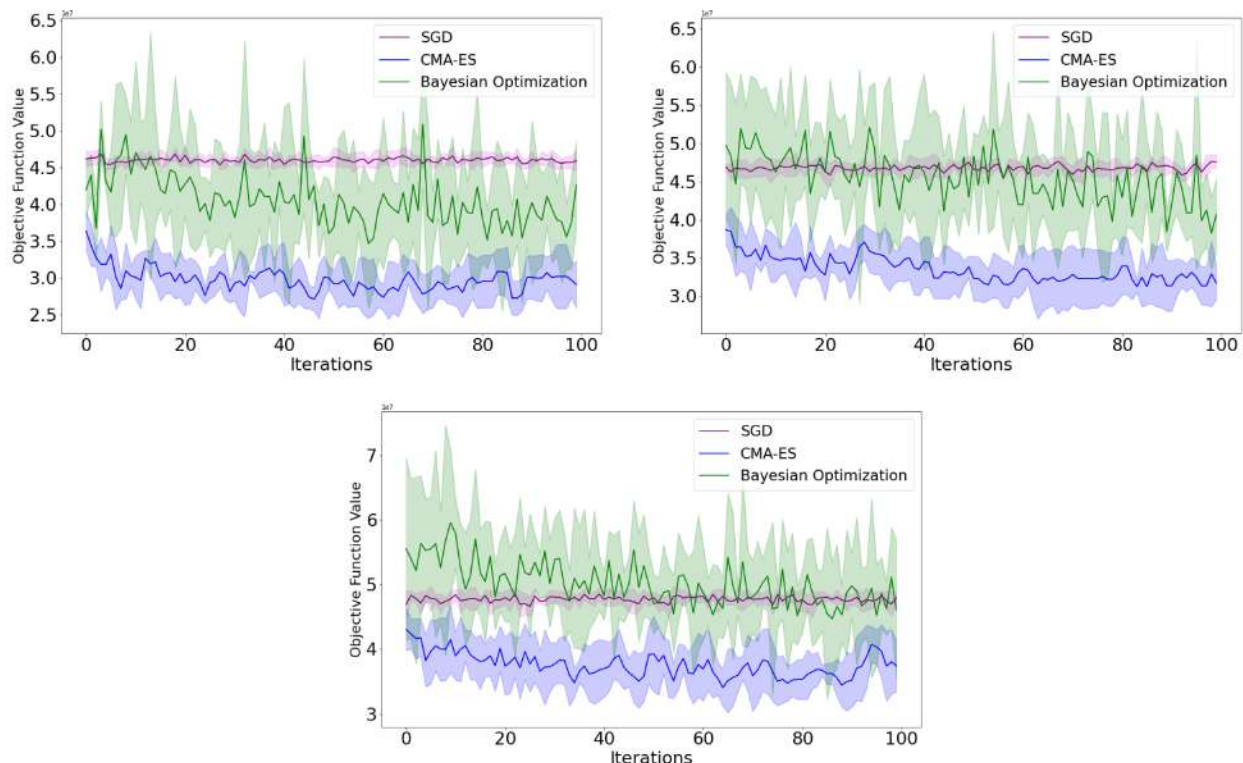 1e7
6.5
6.0
5.5
5.0
4.5
4.0
3.5
3.0
2.5
Objective Function Value
SGD
CMA-ES
Bayesian Optimization
0 20 40 60 80 100
Iterations
1e7
6.5
6.0
5.5
5.0
4.5
4.0
3.5
3.0
Objective Function Value
SGD
CMA-ES
Bayesian Optimization
0 20 40 60 80 100
Iterations
1e7
7
6
5
4
3
Objective Function Value
SGD
CMA-ES
Bayesian Optimization
0 20 40 60 80 100
Iterations